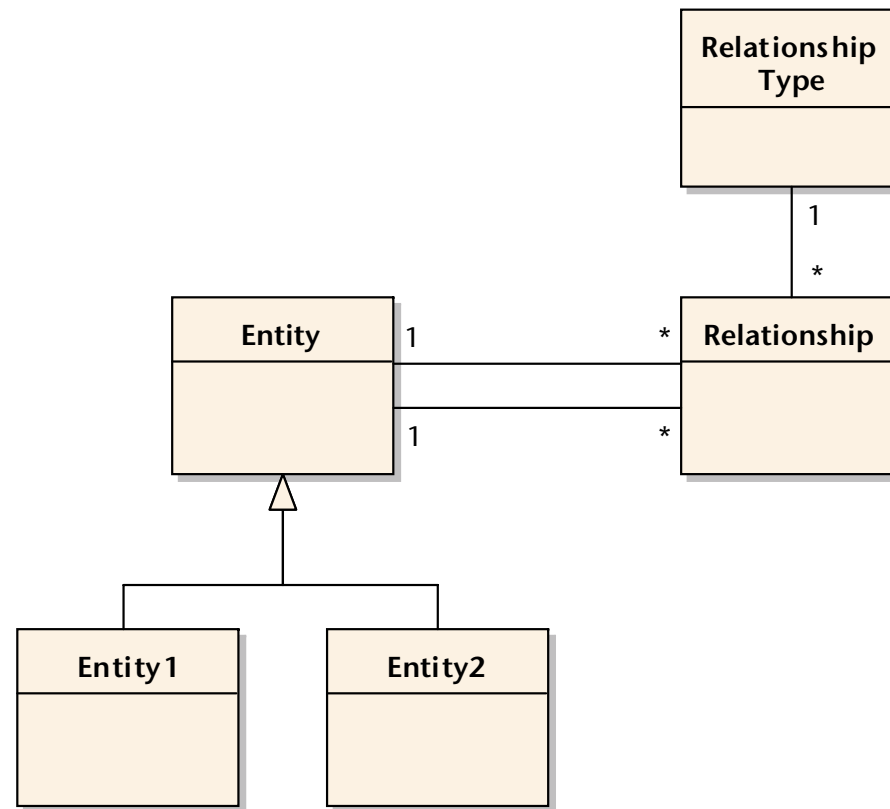 Relationship
Type
1
*
Entity
1
*
Relationship
1
*
Entity1
Entity2